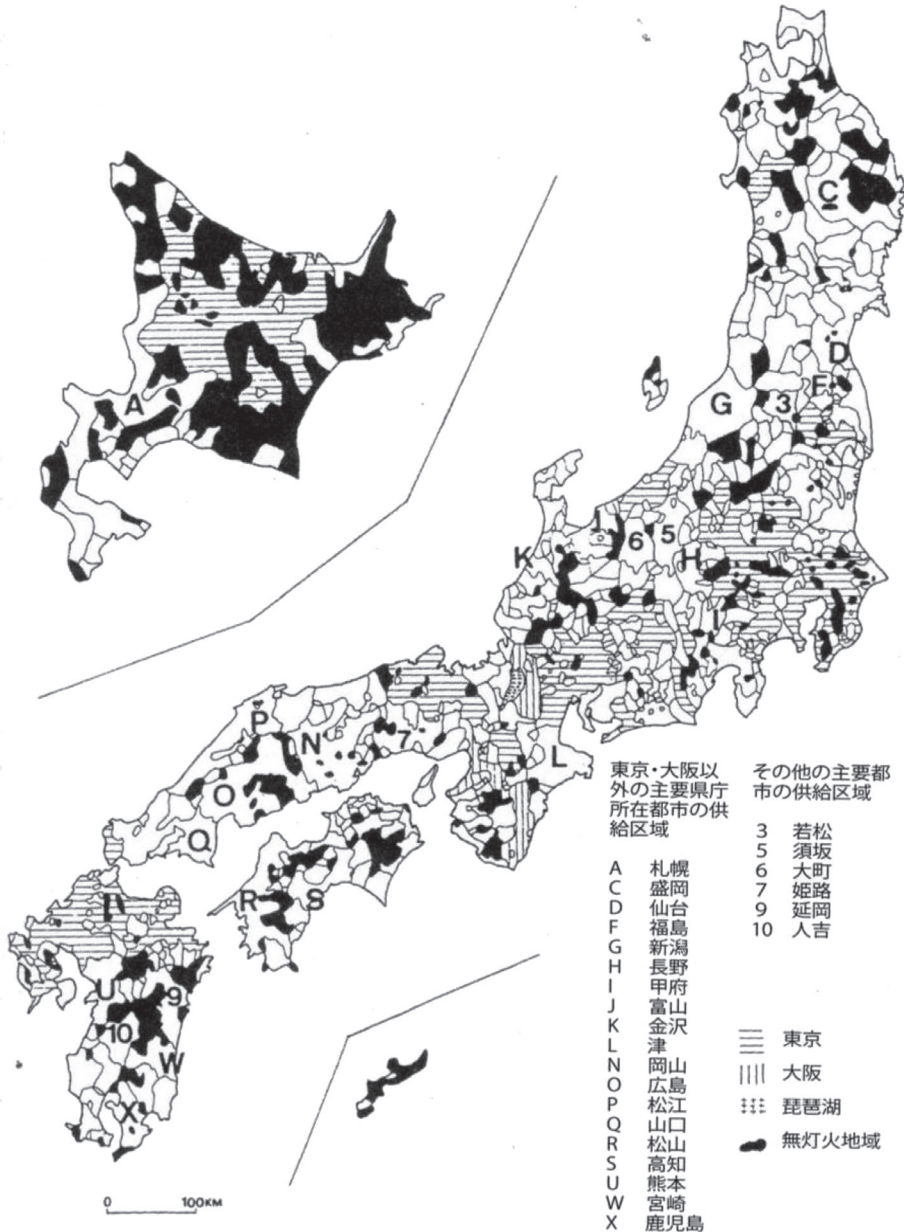 C
D
F
G
3
A
J
6
5
K
H
I
P
N
7
L
O
Q
R
S
U
9
10
W
X
0 100KM
東京・大阪以
外の主要県庁
所在都市の供
給区域
A 札幌
C 盛岡
D 仙台
F 福島
G 新潟
H 長野
I 甲府
J 富山
K 金沢
L 津
N 岡山
O 広島
P 松江
Q 山口
R 松山
S 高知
U 熊本
W 宮崎
X 鹿児島
その他の主要都
市の供給区域
3 若松
5 須坂
6 大町
7 姫路
9 延岡
10 人吉
東京
大阪
琵琶湖
無灯火地域